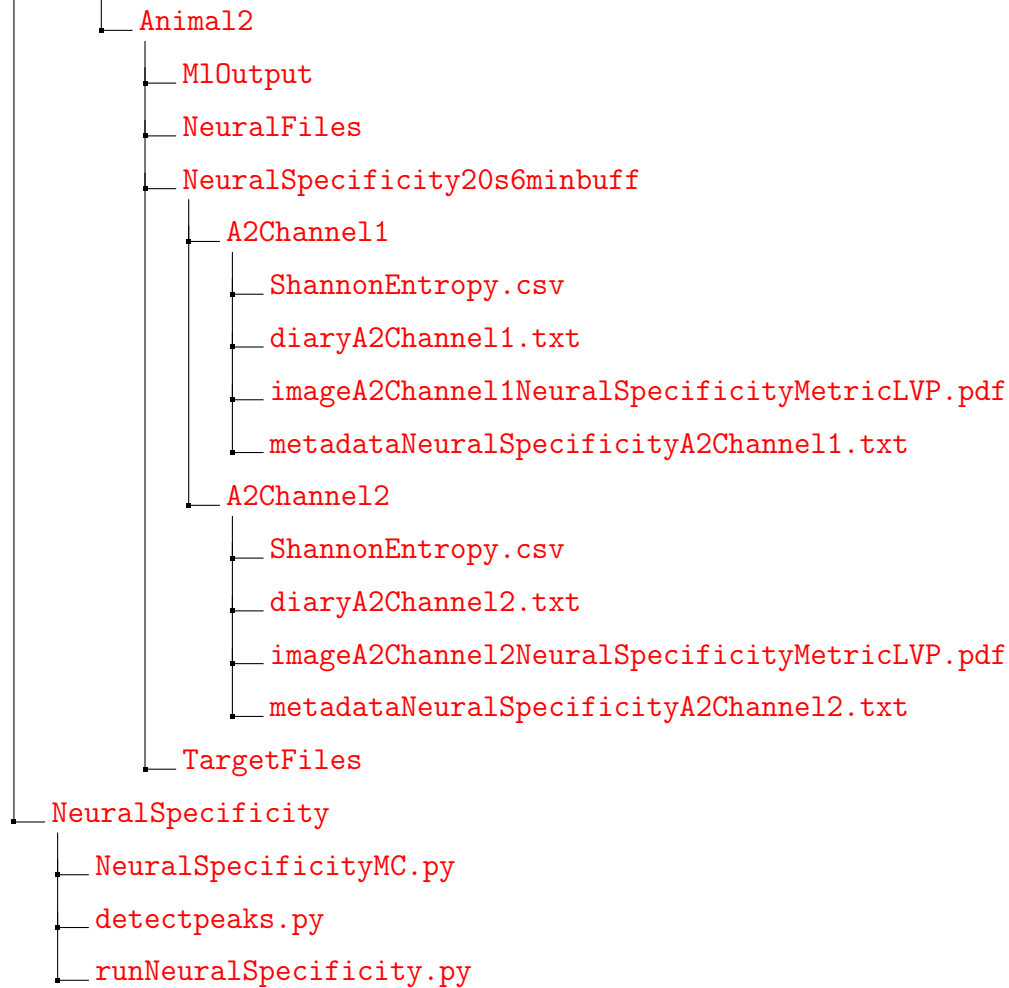 Animal2
MlOutput
NeuralFiles
NeuralSpecificity20s6minbuff
A2Channel1
ShannonEntropy.csv
diaryA2Channel1.txt
imageA2Channel1NeuralSpecificityMetricLVP.pdf
metadataNeuralSpecificityA2Channel1.txt
A2Channel2
ShannonEntropy.csv
diaryA2Channel2.txt
imageA2Channel2NeuralSpecificityMetricLVP.pdf
metadataNeuralSpecificityA2Channel2.txt
TargetFiles
NeuralSpecificity
NeuralSpecificityMC.py
detectpeaks.py
runNeuralSpecificity.py